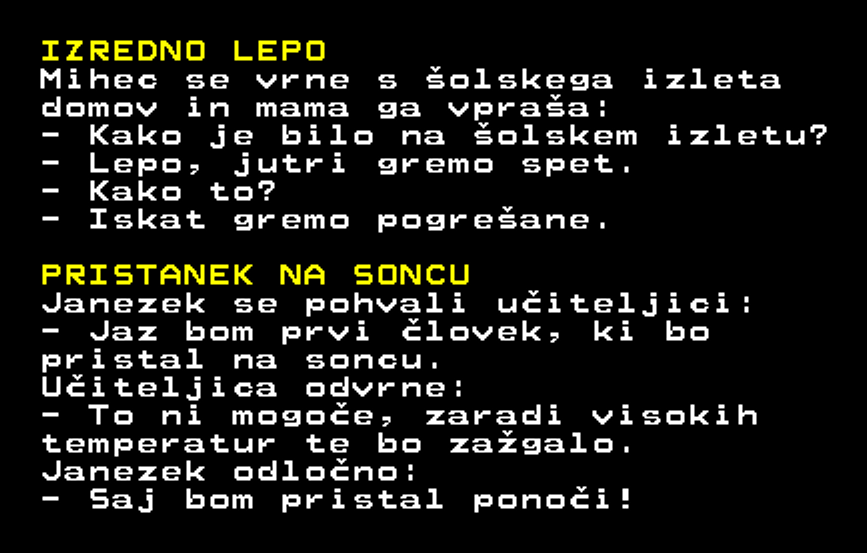 IZREDNO LEPO
Mihec se vrne s šolskega izleta
domov in mama ga vpraša:
- Kako je bilo na šolskem izletu?
- Lepo, jutri gremo spet.
- Kako to?
- Iskat gremo pogrešane.
PRISTANEK NA SONCU
Janezek se pohvali učiteljici:
- Jaz bom prvi človek, ki bo
pristal na soncu.
Učiteljica odvrne:
- To ni mogoče, zaradi visokih
temperatur te bo zažgalo.
Janezek odločno:
- Saj bom pristal ponoči!